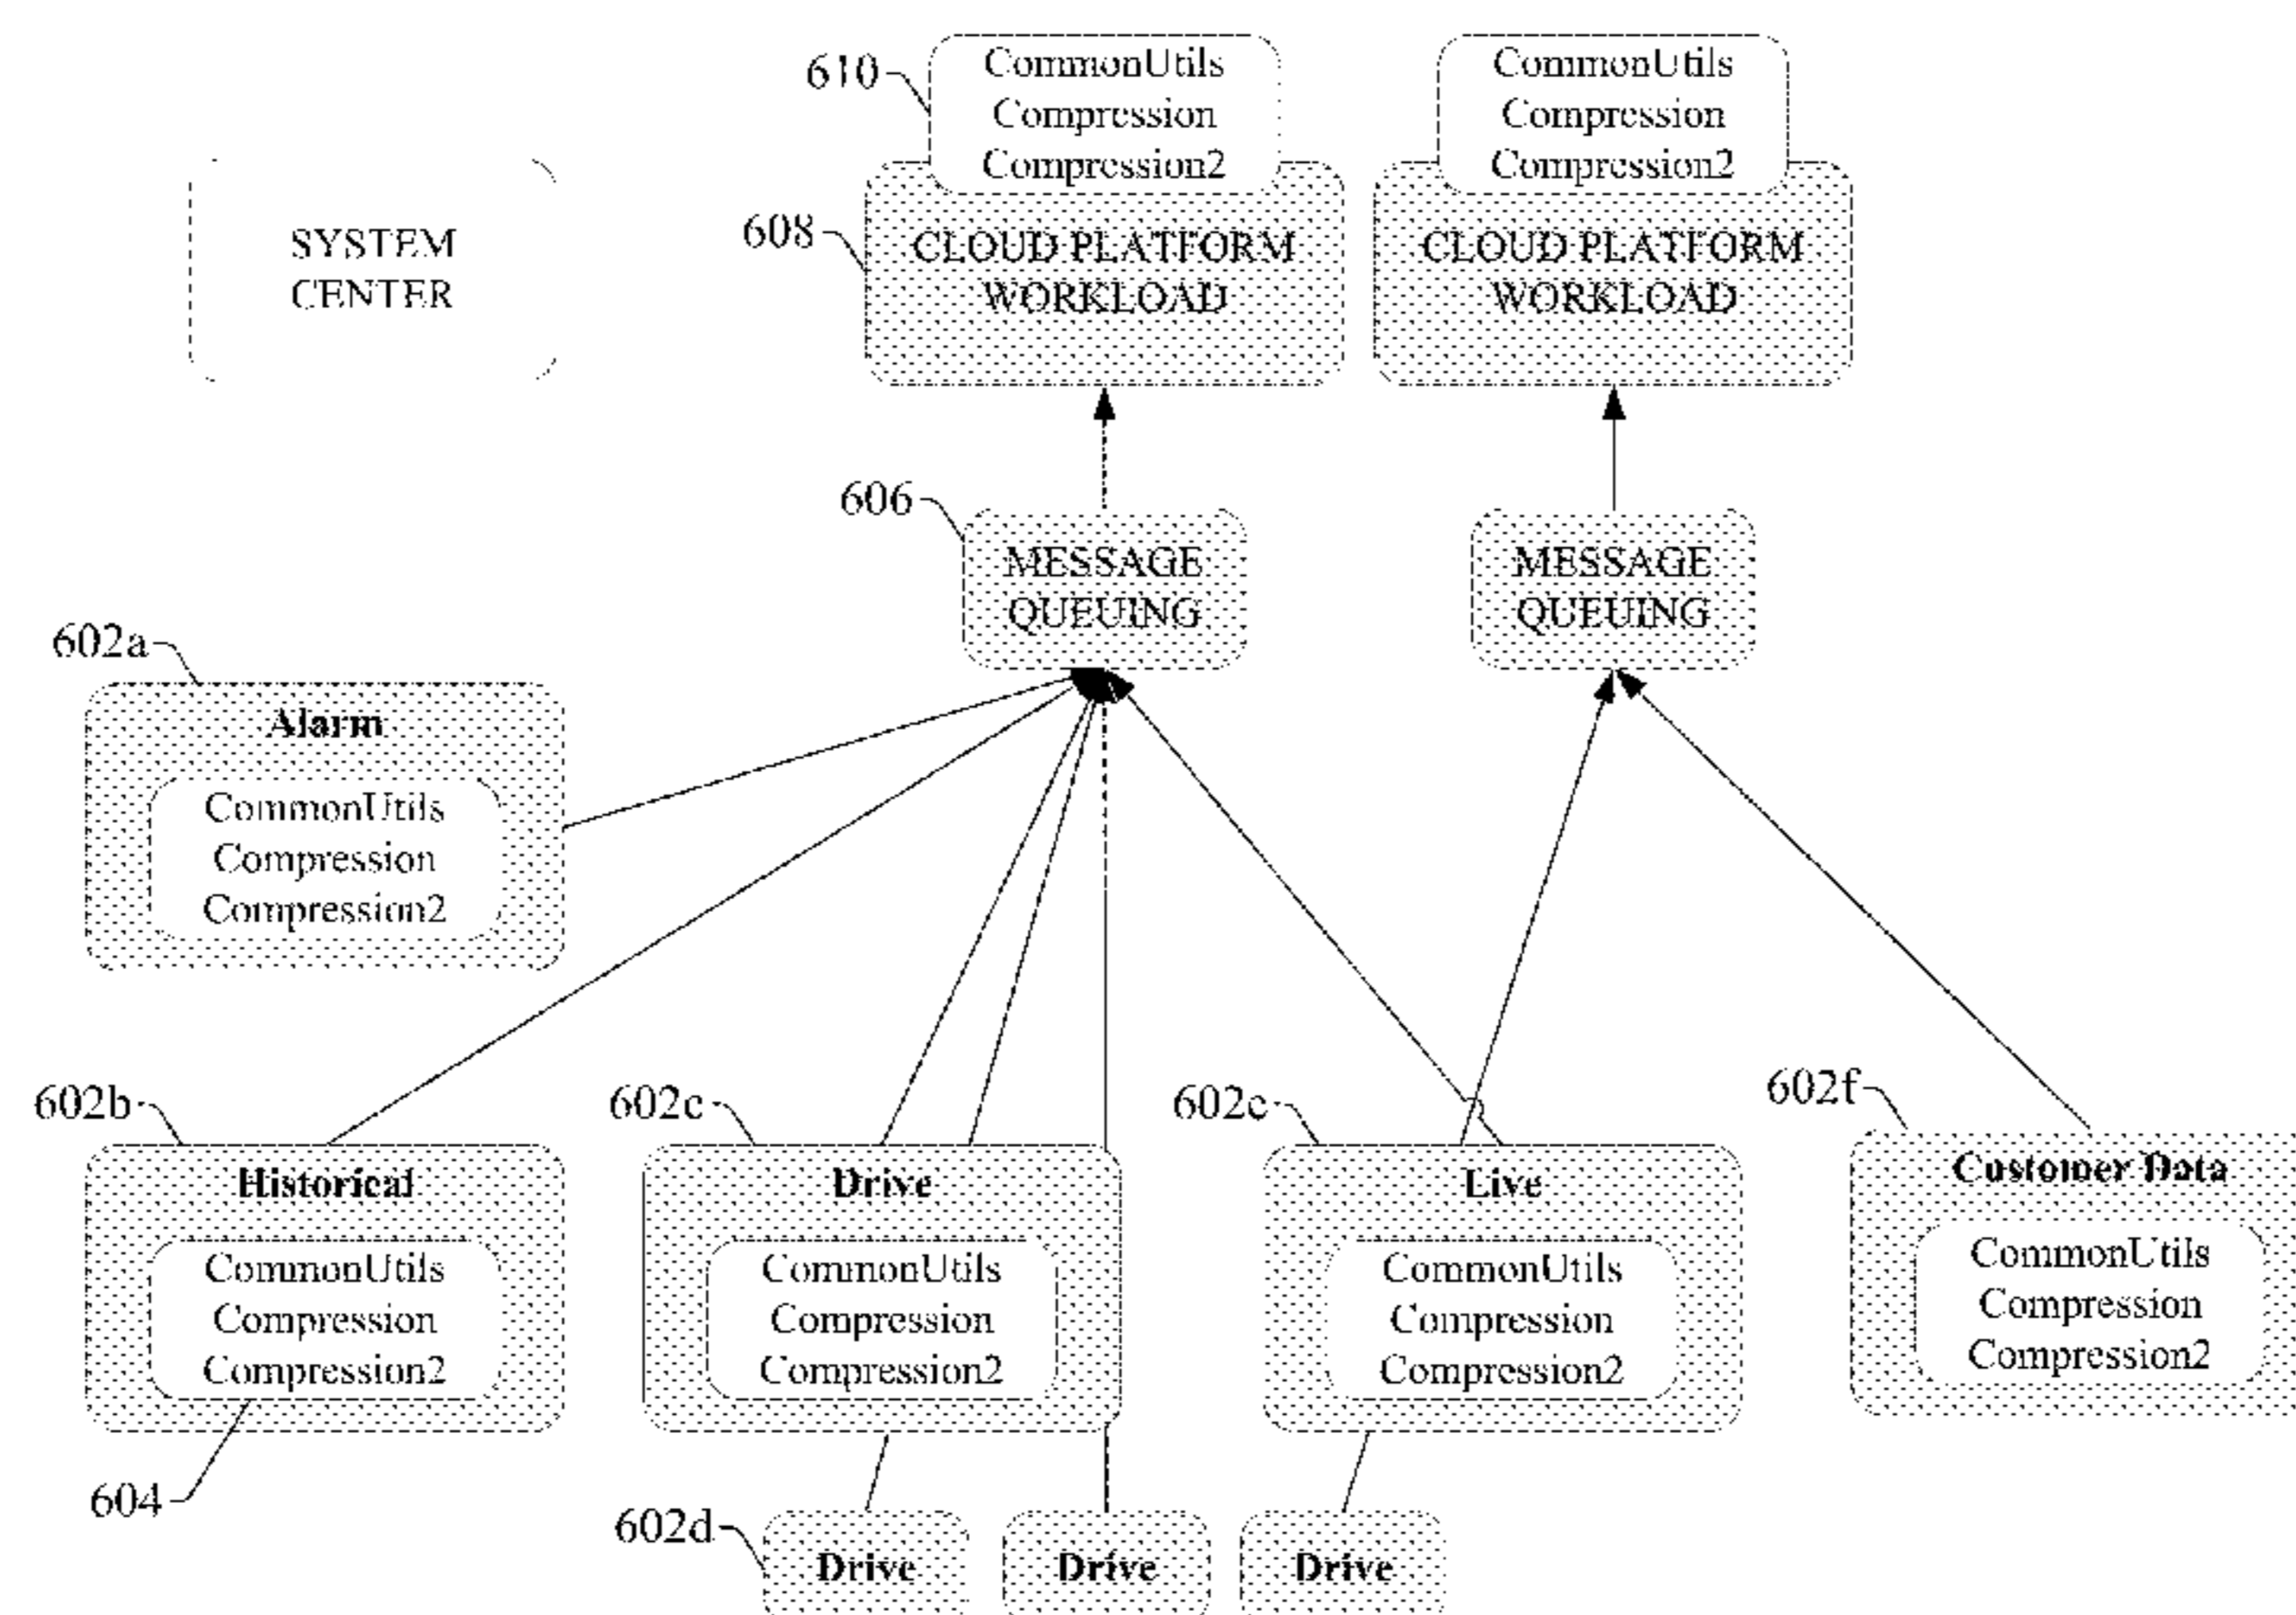 610
CommonUtils
Compression
Compression2
CommonUtils
Compression
Compression2
SYSTEM
CENTER
608
CLOUD PLATFORM
WORKLOAD
CLOUD PLATFORM
WORKLOAD
606
MESSAGE
QUEUING
MESSAGE
QUEUING
602a
Alarm
CommonUtils
Compression
Compression2
602b
Historical
CommonUtils
Compression
Compression2
604
602c
Drive
CommonUtils
Compression
Compression2
602e
Live
CommonUtils
Compression
Compression2
602f
Customer Data
CommonUtils
Compression
Compression2
602d
Drive
Drive
Drive